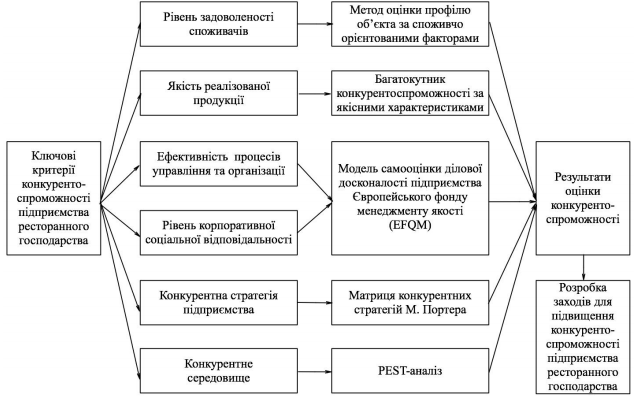 Ключові
критерії
конкуренто-
спроможності
підприємства
ресторанного
господарства
Рівень задоволеності
споживачів
Якість реалізованої
продукції
Ефективність процесів
управління та організації
Рівень корпоративної
соціальної відповідальності
Конкурентна стратегія
підприємства
Конкурентне
середовище
Метод оцінки профілю
об’єкта за споживчо
орієнтованими факторами
Багатокутник
конкурентоспроможності за
якісними характеристиками
Модель самооцінки ділової
досконалості підприємства
Європейського фонду
менеджменту якості
(EFQM)
Матриця конкурентних
стратегій М. Портера
PEST-аналіз
Результати
оцінки
конкуренто-
спроможності
Розробка
заходів для
підвищення
конкуренто-
спроможності
підприємства
ресторанного
господарства